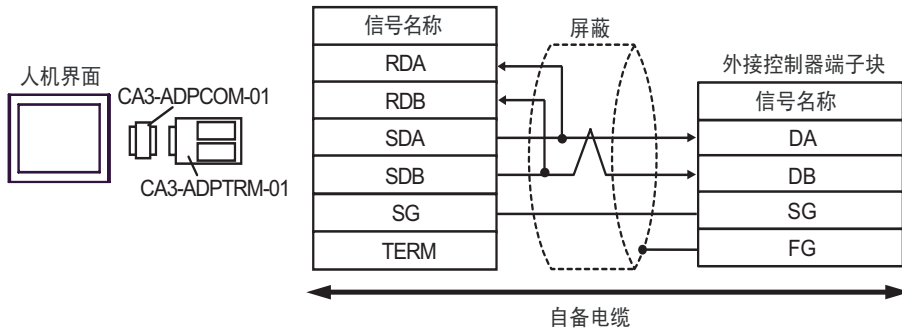 人机界面
CA3-ADPCOM-01
CA3-ADPTRM-01
信号名称
RDA
RDB
SDA
SDB
SG
TERM
屏蔽
外接控制器端子块
信号名称
DA
DB
SG
FG
自备电缆